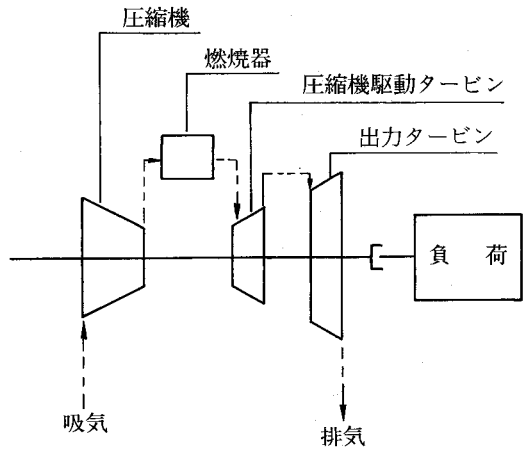 圧縮機
燃焼器
圧縮機駆動タービン
出力タービン
負 荷
吸気
排気